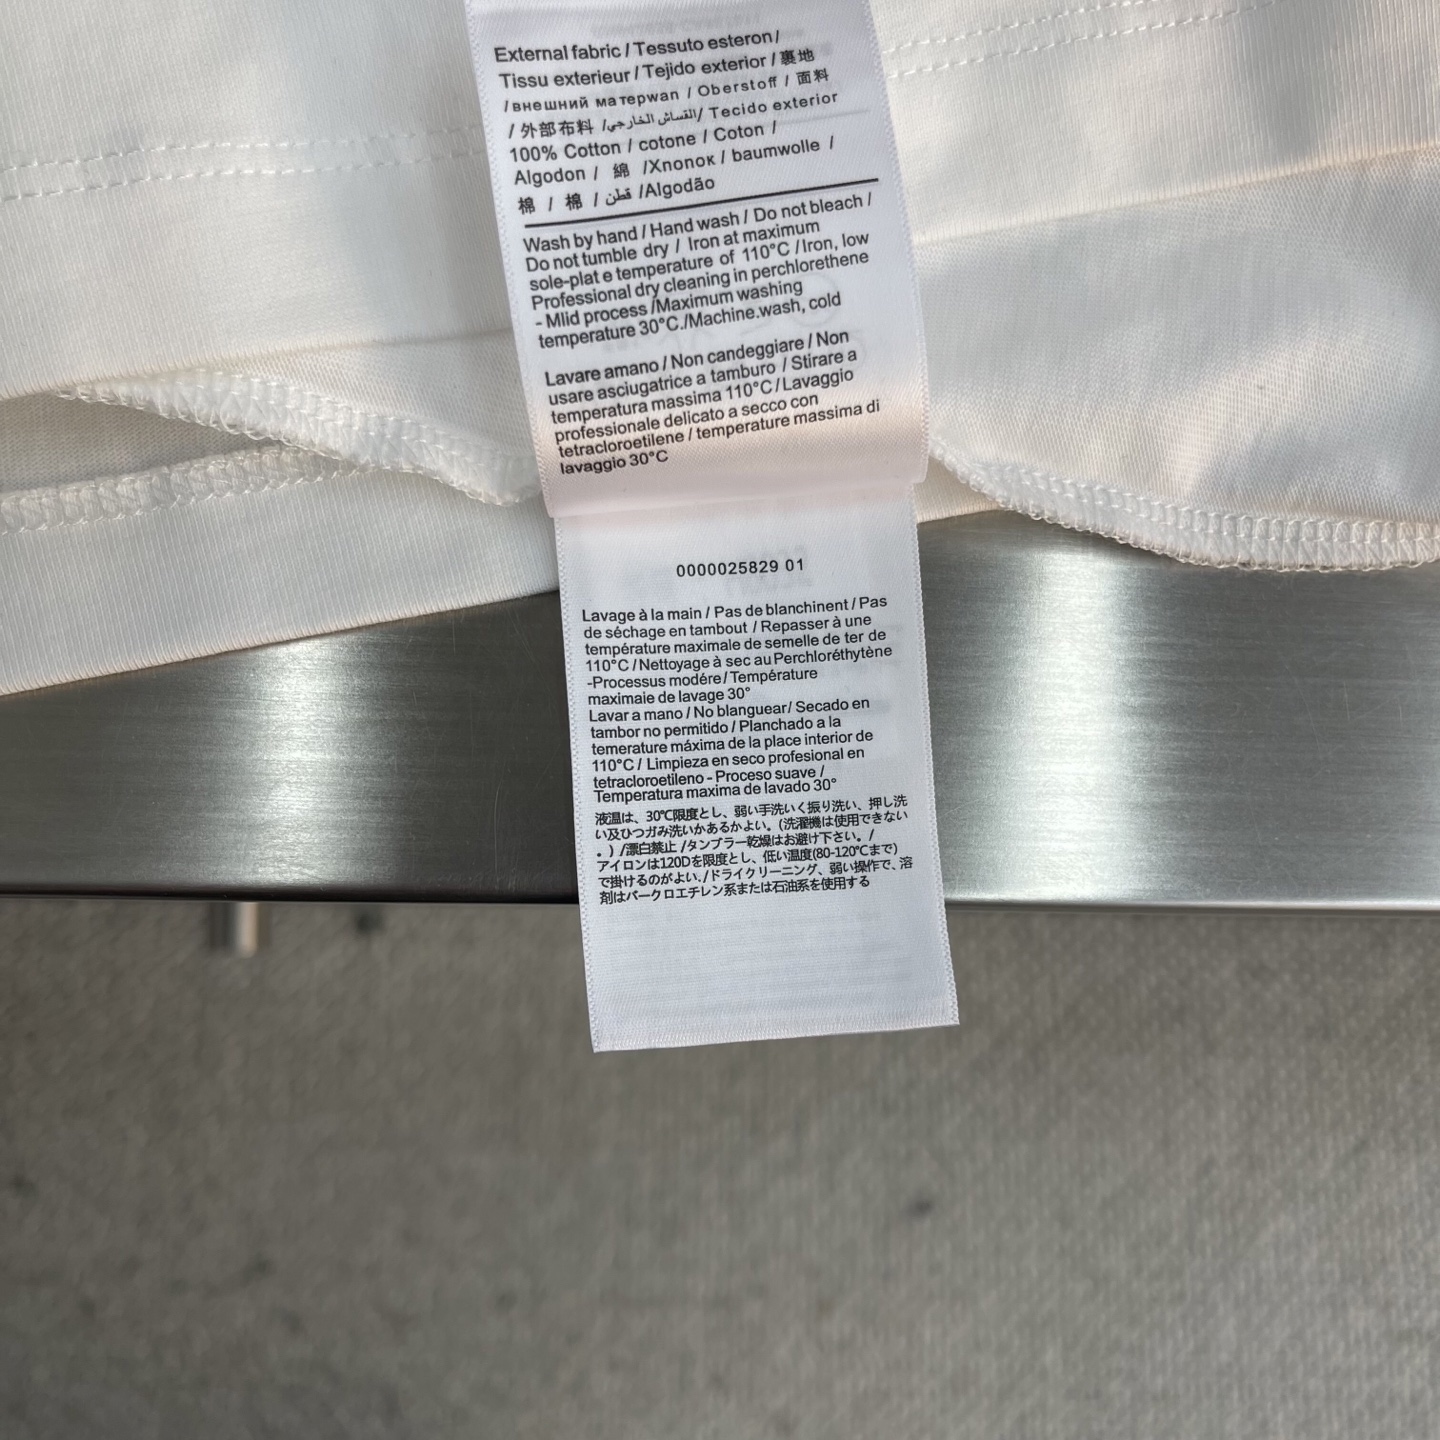 External fabric / Tessuto esteron /
Tissu exterieur / Tejido exterior / 裏地
/ внешний материал / Oberstoff / 面料
/ 外部布料 / القساش الخارجي/ Tecido exterior
100% Cotton / cotone / Coton /
Algodon / 綿 /Xnonoк / baumwolle /
棉 / 棉 / قطن /Algodão
Wash by hand / Hand wash / Do not bleach /
Do not tumble dry / Iron at maximum
sole-plat e temperature of 110°C /Iron, low
Professional dry cleaning in perchlorethene
- Mlid process /Maximum washing
temperature 30°C./Machine.wash, cold
Lavare amano / Non candeggiare / Non
usare asciugatrice a tamburo / Stirare a
temperatura massima 110°C / Lavaggio
professionale delicato a secco con
tetracloroetilene / temperature massima di
lavaggio 30°C
0000025829 01
Lavage à la main / Pas de blanchinent / Pas
de séchage en tambout / Repasser à une
température maximale de semelle de ter de
110°C / Nettoyage à sec au Perchloréthytène
-Processus modére / Température
maximaie de lavage 30°
Lavar a mano / No blanguear/ Secado en
tambor no permitido / Planchado a la
temerature máxima de la place interior de
110°C / Limpieza en seco profesional en
tetracloroetileno - Proceso suave /
Temperatura maxima de lavado 30°
液温は、30℃限度とし、弱い手洗いく振り洗い、押し洗
い及ひつガみ洗いかあるかよい。(洗濯機は使用できない
。) /漂白禁止 /タンブラー乾燥はお避け下さい。/
アイロンは120Dを限度とし、低い温度(80-120℃まで)
で掛けるのがよい./ドライクリーニング、弱い操作で、溶
剤はパークロエチレン系または石油系を使用する